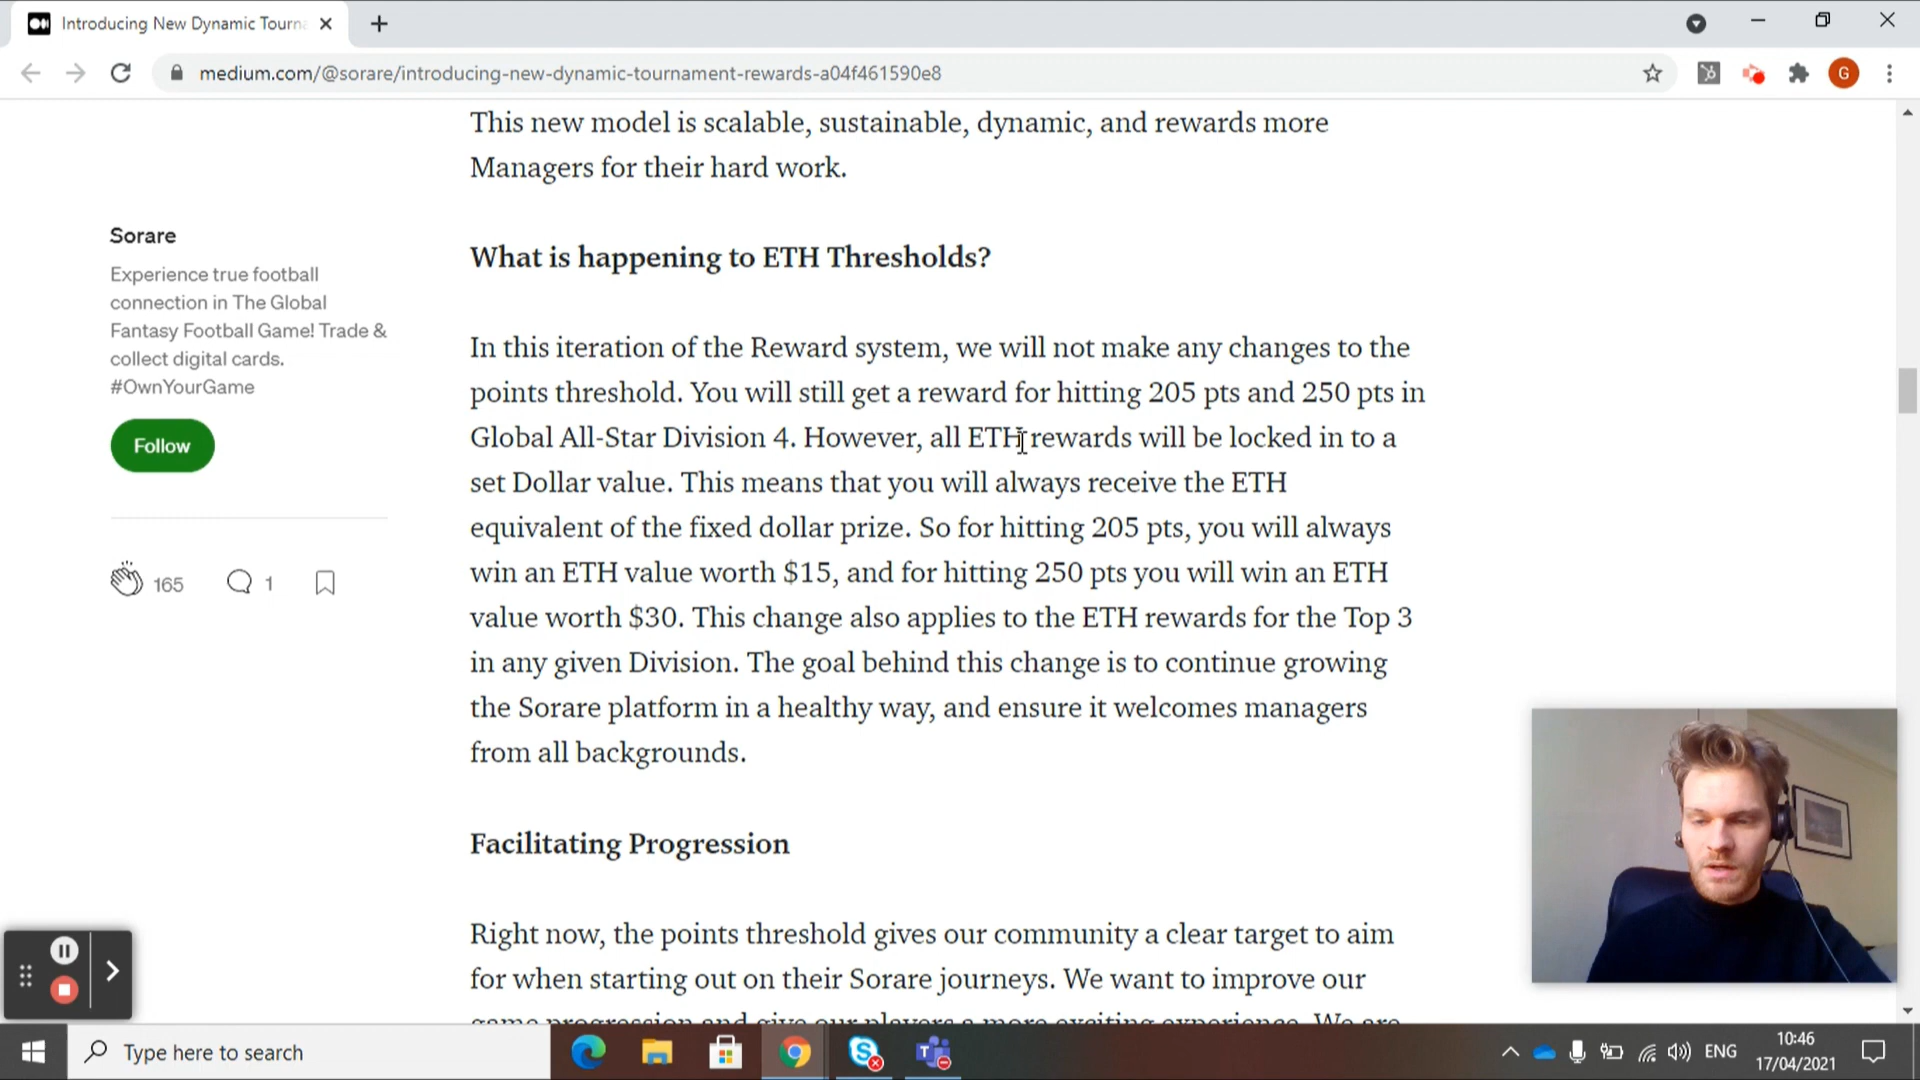 Introducing New Dynamic Tourn
medium.com/@sorare/introducing-new-dynamic-tournament-rewards-a04f461590e8
G
This new model is scalable, sustainable, dynamic, and rewards more
Managers for their hard work.
Sorare
Experience true football
connection in The Global
Fantasy Football Game! Trade &
collect digital cards.
#OwnYourGame
Follow
165
1
What is happening to ETH Thresholds?
In this iteration of the Reward system, we will not make any changes to the
points threshold. You will still get a reward for hitting 205 pts and 250 pts in
Global All-Star Division 4. However, all ETH rewards will be locked in to a
set Dollar value. This means that you will always receive the ETH
equivalent of the fixed dollar prize. So for hitting 205 pts, you will always
win an ETH value worth $15, and for hitting 250 pts you will win an ETH
value worth $30. This change also applies to the ETH rewards for the Top 3
in any given Division. The goal behind this change is to continue growing
the Sorare platform in a healthy way, and ensure it welcomes managers
from all backgrounds.
Facilitating Progression
Right now, the points threshold gives our community a clear target to aim
for when starting out on their Sorare journeys. We want to improve our
game progression and give our players a more exciting experience. We are
Type here to search
ENG
10:46
17/04/2021